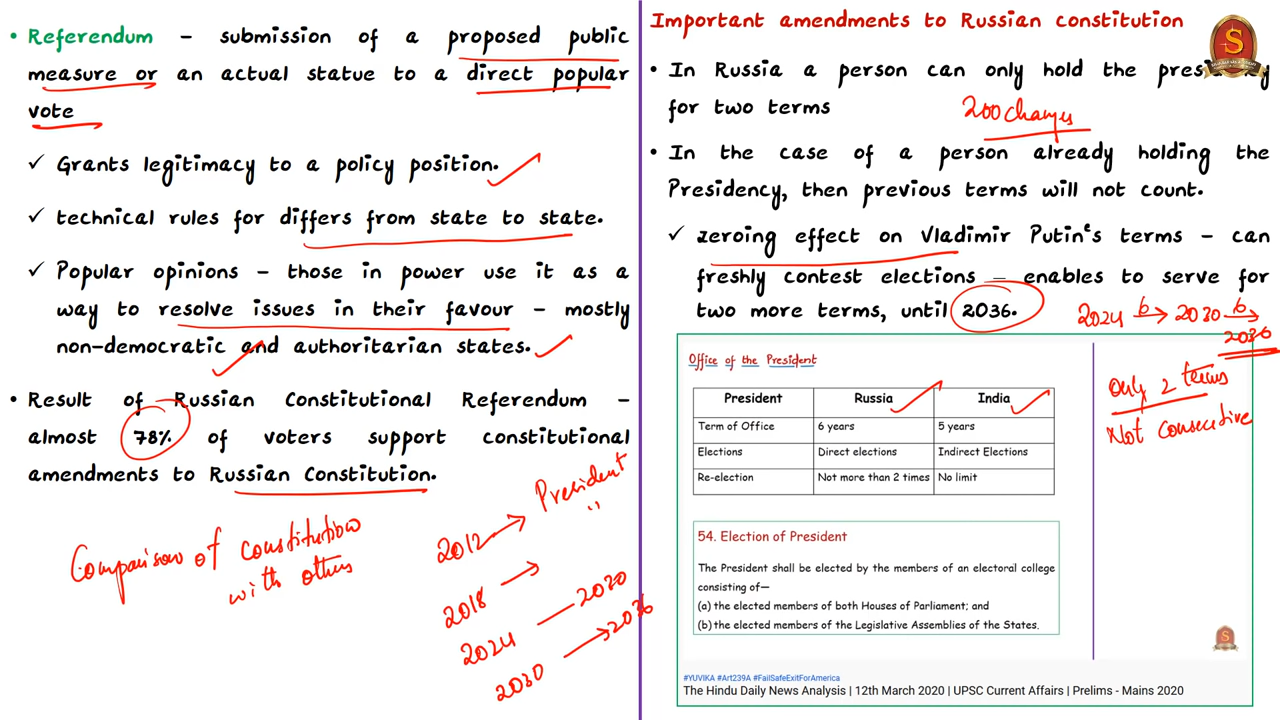 • Referendum – submission of a proposed public
measure or an actual statue to a direct popular
vote
✓ Grants legitimacy to a policy position.
✓ technical rules for differs from state to state.
✓ Popular opinions – those in power use it as a
way to resolve issues in their favour – mostly
non-democratic and authoritarian states.
• Result of Russian Constitutional Referendum –
almost 78% of voters support constitutional
amendments to Russian Constitution.
Comparison of constitution
with others
President
2012 → "
2018 →
2024 — 2030
2030 → 2036
Important amendments to Russian constitution
• In Russia a person can only hold the presidency
for two terms
200 changes
• In the case of a person already holding the
Presidency, then previous terms will not count.
✓ zeroing effect on Vladimir Putin's terms – can
freshly contest elections – enables to serve for
two more terms, until 2036.
2024 6→ 2030 6→
2036
Only 2 terms
Not consecutive
Office of the President
President Russia India
Term of Office 6 years 5 years
Elections Direct elections Indirect Elections
Re-election Not more than 2 times No limit
54. Election of President
The President shall be elected by the members of an electoral college
consisting of—
(a) the elected members of both Houses of Parliament; and
(b) the elected members of the Legislative Assemblies of the States.
#YUVIKA #Art239A #FailSafeExitForAmerica
The Hindu Daily News Analysis | 12th March 2020 | UPSC Current Affairs | Prelims - Mains 2020
S
S